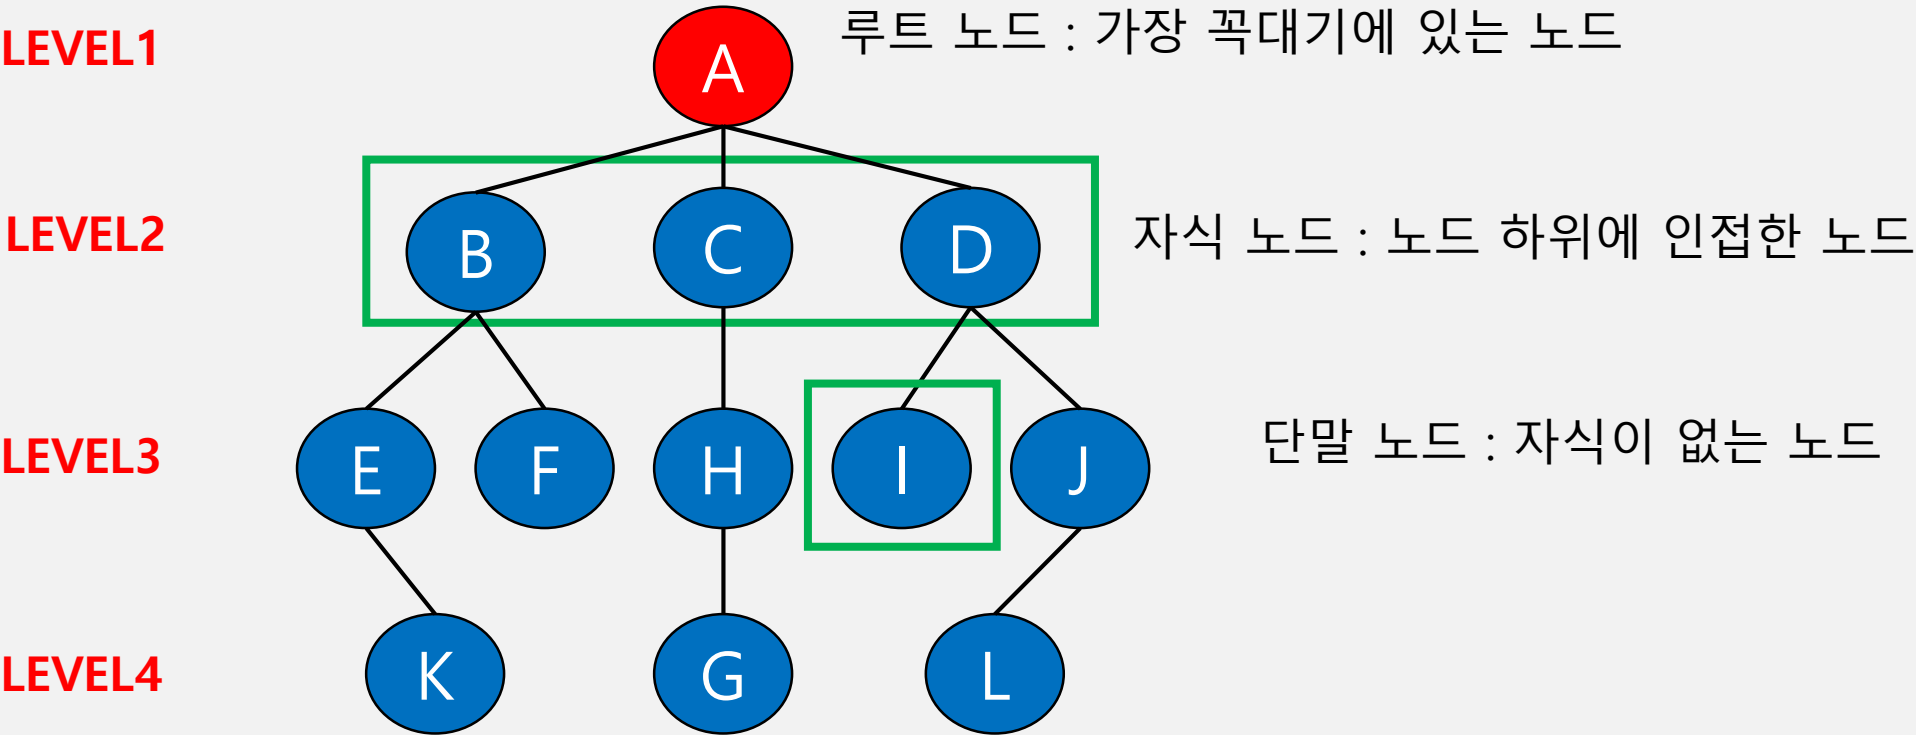 LEVEL1
A
루트 노드 : 가장 꼭대기에 있는 노드
LEVEL2
B
C
D
자식 노드 : 노드 하위에 인접한 노드
LEVEL3
E
F
H
I
J
단말 노드 : 자식이 없는 노드
LEVEL4
K
G
L